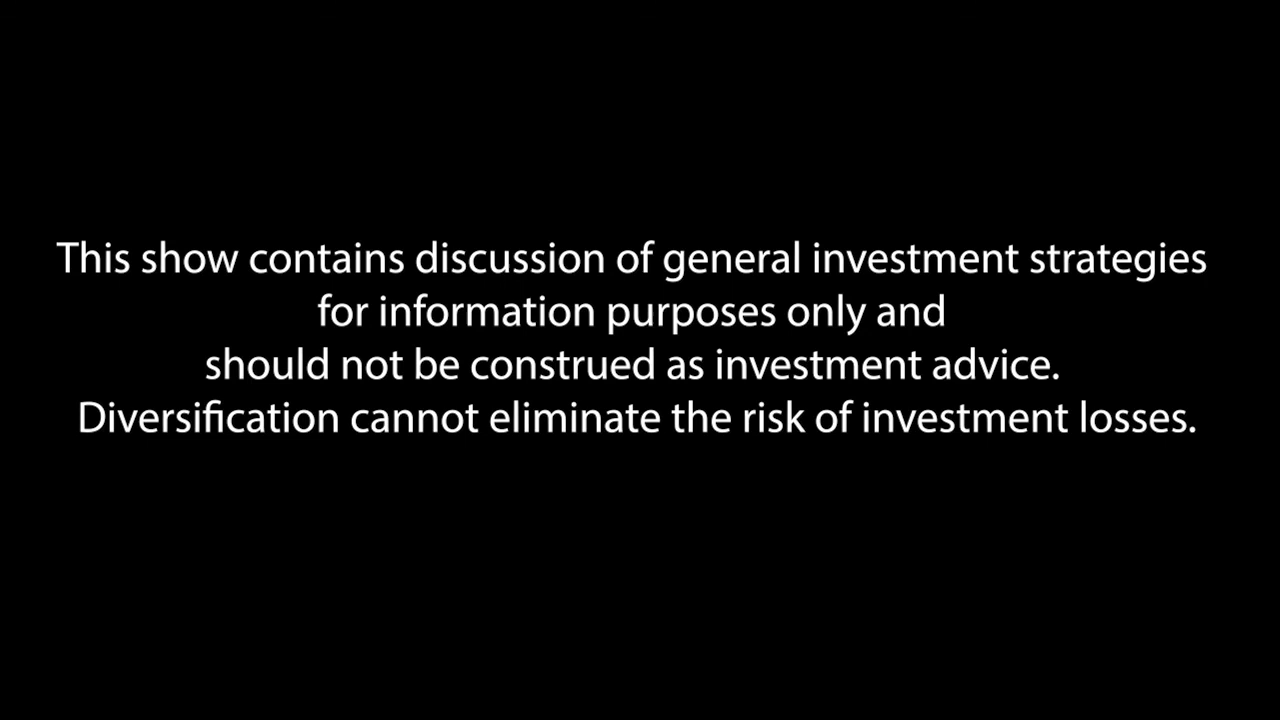 This show contains discussion of general investment strategies
for information purposes only and
should not be construed as investment advice.
Diversification cannot eliminate the risk of investment losses.